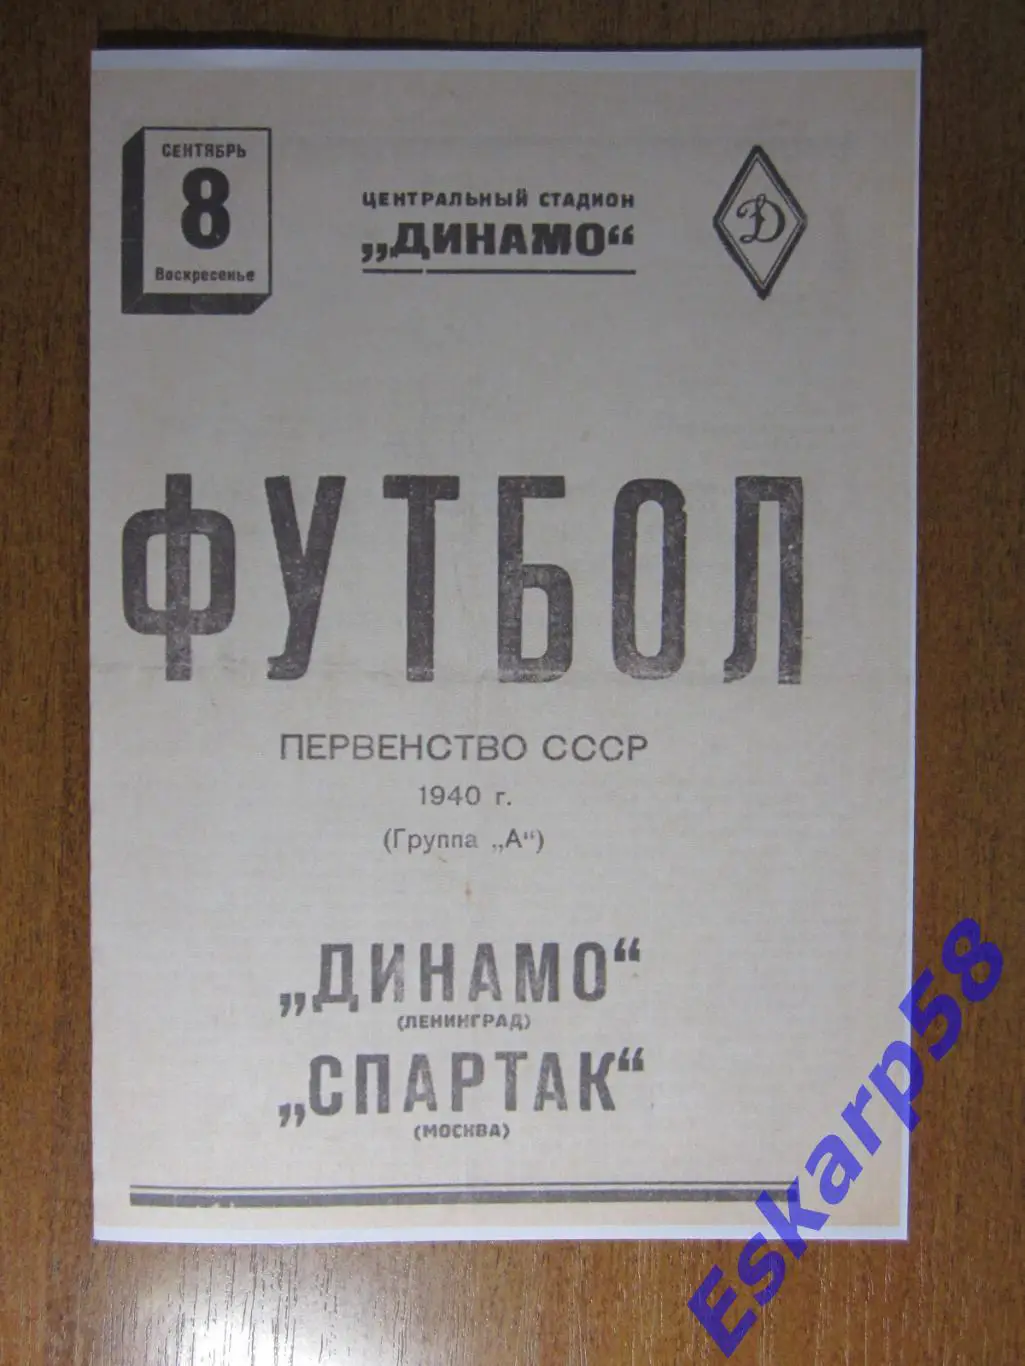 СЕНТЯБРЬ
8
Воскресенье
ЦЕНТРАЛЬНЫЙ СТАДИОН
„ДИНАМО“
Д
ФУТБОЛ
ПЕРВЕНСТВО СССР
1940 г.
(Группа „А“)
„ДИНАМО“
(ЛЕНИНГРАД)
„СПАРТАК“
(МОСКВА)
Eskarp58